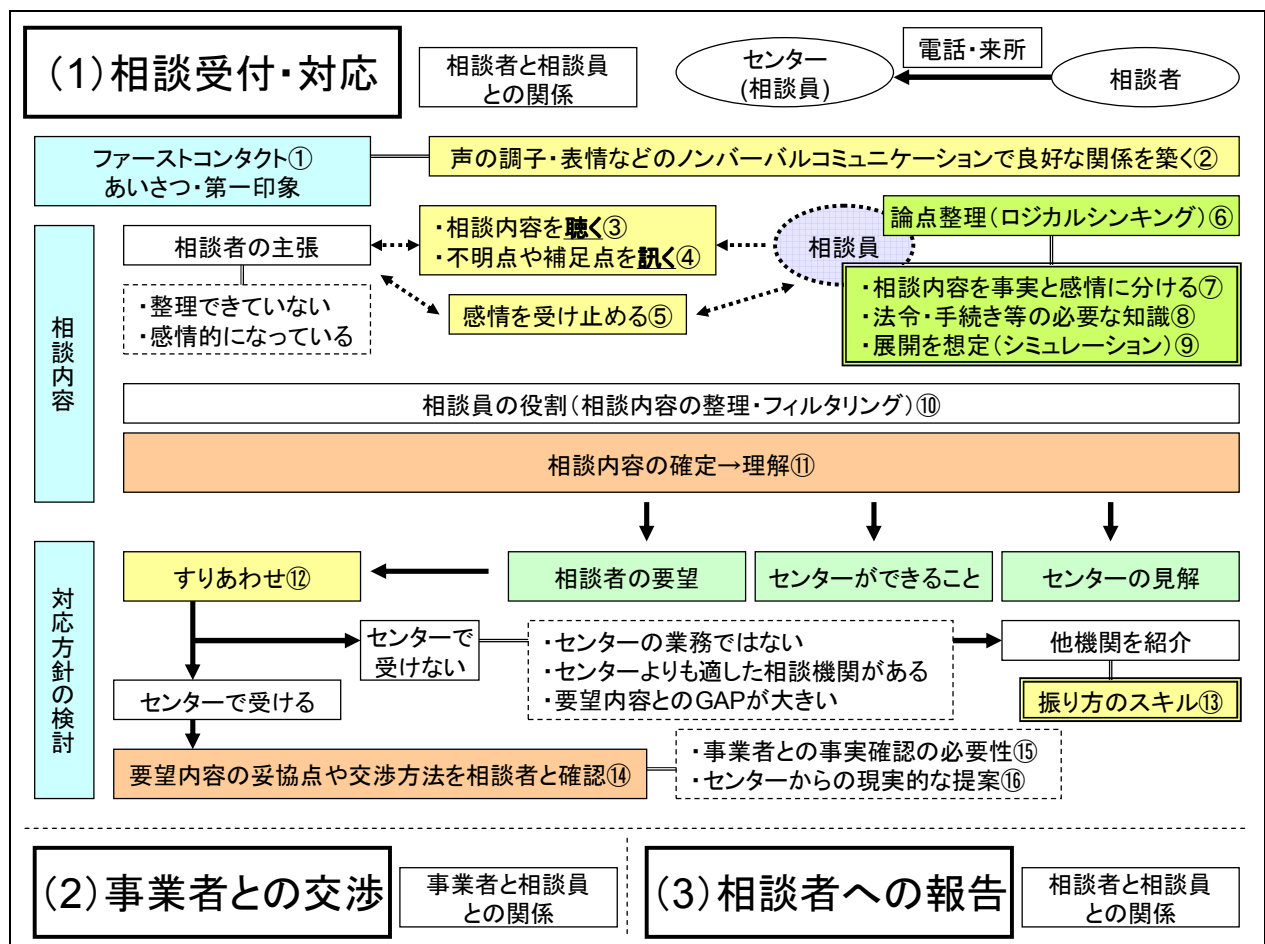 (1)相談受付・対応
相談者と相談員
との関係
センター
(相談員)
電話・来所
相談者
ファーストコンタクト①
あいさつ・第一印象
声の調子・表情などのノンバーバルコミュニケーションで良好な関係を築く②
相談内容
相談者の主張
・整理できていない
・感情的になっている
・相談内容を聴く③
・不明点や補足点を訊く④
感情を受け止める⑤
相談員
論点整理(ロジカルシンキング)⑥
・相談内容を事実と感情に分ける⑦
・法令・手続き等の必要な知識⑧
・展開を想定(シミュレーション)⑨
相談員の役割(相談内容の整理・フィルタリング)⑩
相談内容の確定→理解⑪
対応方針の検討
すりあわせ⑫
相談者の要望
センターができること
センターの見解
センターで
受けない
・センターの業務ではない
・センターよりも適した相談機関がある
・要望内容とのGAPが大きい
他機関を紹介
振り方のスキル⑬
センターで受ける
要望内容の妥協点や交渉方法を相談者と確認⑭
・事業者との事実確認の必要性⑮
・センターからの現実的な提案⑯
(2)事業者との交渉
事業者と相談員
との関係
(3)相談者への報告
相談者と相談員
との関係